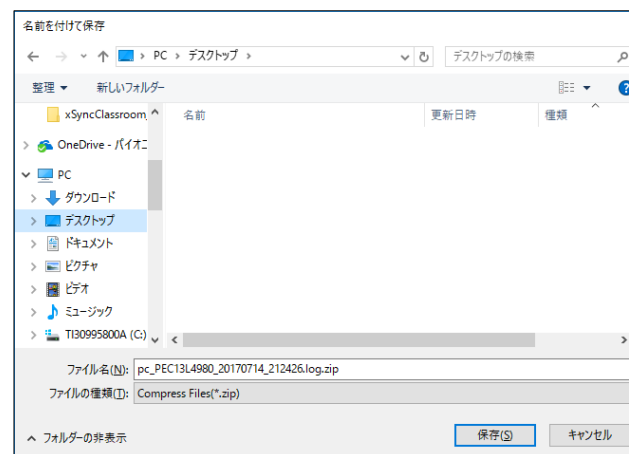 名前を付けて保存
PC › デスクトップ ›
デスクトップの検索
整理 新しいフォルダー
名前 更新日時 種類
xSyncClassroom_
OneDrive - パイオニ
PC
ダウンロード
デスクトップ
ドキュメント
ピクチャ
ビデオ
ミュージック
TI30995800A (C:)
ファイル名(N): pc_PEC13L4980_20170714_212426.log.zip
ファイルの種類(T): Compress Files(*.zip)
フォルダーの非表示
保存(S) キャンセル